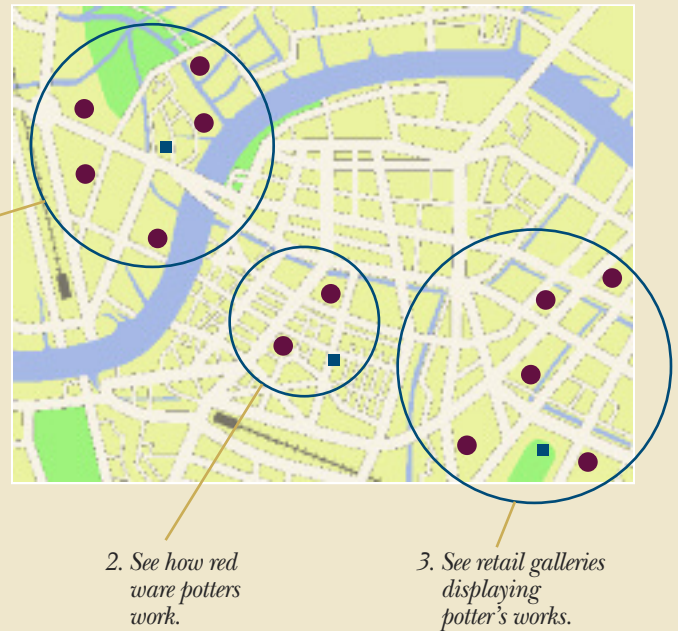 2. See how red
ware potters
work.
3. See retail galleries
displaying
potter's works.